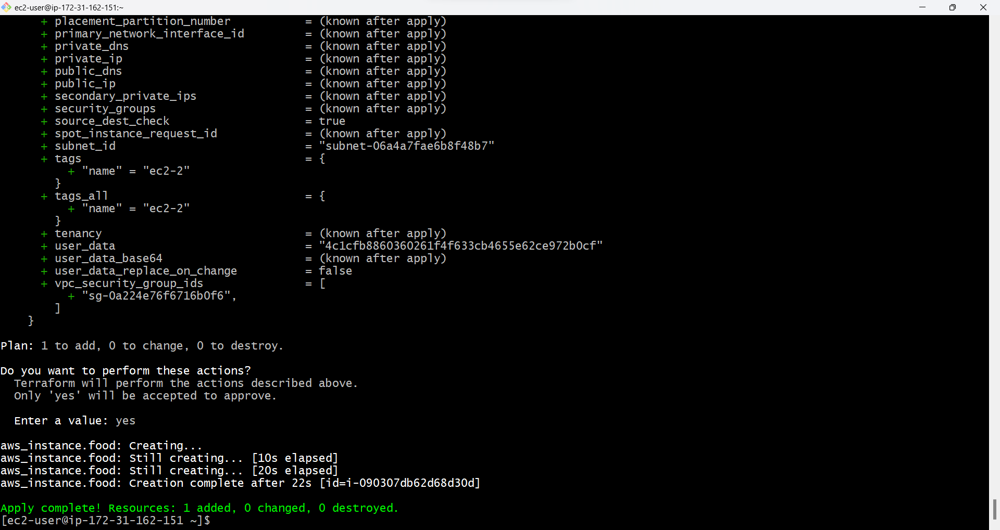 ec2-user@ip-172-31-162-151:~
+ placement_partition_number = (known after apply)
+ primary_network_interface_id = (known after apply)
+ private_dns = (known after apply)
+ private_ip = (known after apply)
+ public_dns = (known after apply)
+ public_ip = (known after apply)
+ secondary_private_ips = (known after apply)
+ security_groups = (known after apply)
+ source_dest_check = true
+ spot_instance_request_id = (known after apply)
+ subnet_id = "subnet-06a4a7fae6b8f48b7"
+ tags = {
+ "name" = "ec2-2"
}
+ tags_all = {
+ "name" = "ec2-2"
}
+ tenancy = (known after apply)
+ user_data = "4c1cfb8860360261f4f633cb4655e62ce972b0cf"
+ user_data_base64 = (known after apply)
+ user_data_replace_on_change = false
+ vpc_security_group_ids = [
+ "sg-0a224e76f6716b0f6",
]
}
Plan: 1 to add, 0 to change, 0 to destroy.
Do you want to perform these actions?
Terraform will perform the actions described above.
Only 'yes' will be accepted to approve.
Enter a value: yes
aws_instance.food: Creating...
aws_instance.food: Still creating... [10s elapsed]
aws_instance.food: Still creating... [20s elapsed]
aws_instance.food: Creation complete after 22s [id=i-090307db62d68d30d]
Apply complete! Resources: 1 added, 0 changed, 0 destroyed.
[ec2-user@ip-172-31-162-151 ~]$